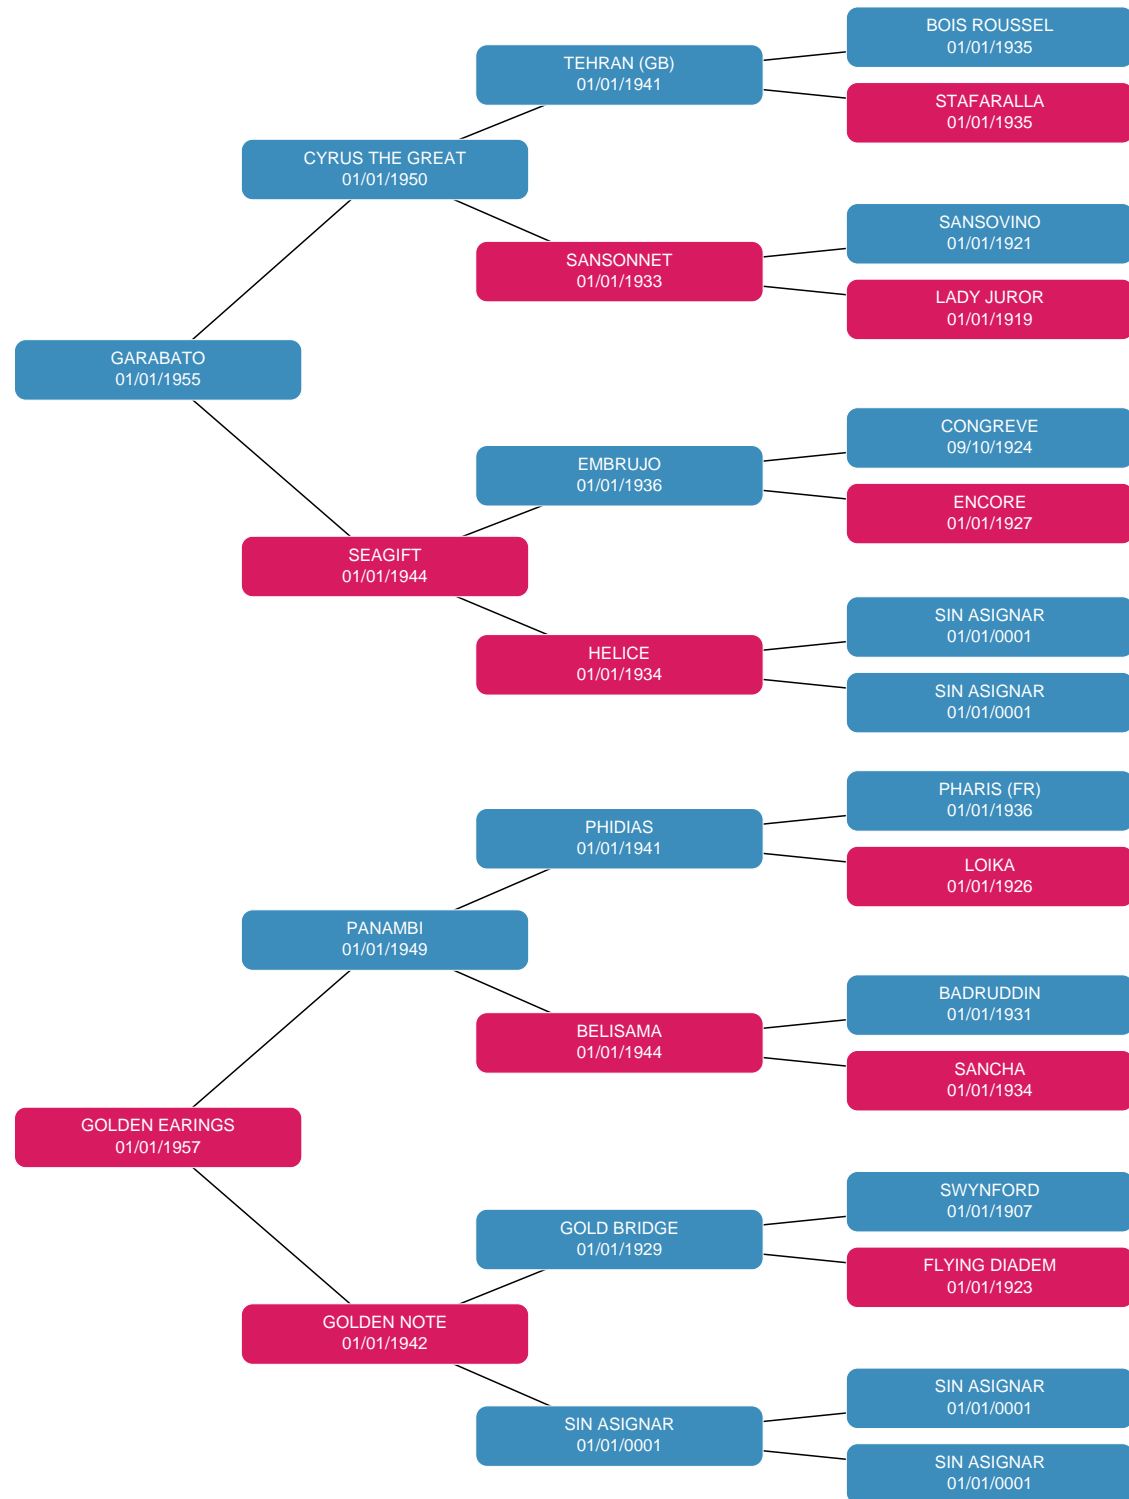 BOIS ROUSSEL
01/01/1935
TEHRAN (GB)
01/01/1941
STAFARALLA
01/01/1935
CYRUS THE GREAT
01/01/1950
SANSOVINO
01/01/1921
SANSONNET
01/01/1933
LADY JUROR
01/01/1919
GARABATO
01/01/1955
CONGREVE
09/10/1924
EMBRUJO
01/01/1936
ENCORE
01/01/1927
SEAGIFT
01/01/1944
SIN ASIGNAR
01/01/0001
HELICE
01/01/1934
SIN ASIGNAR
01/01/0001
PHARIS (FR)
01/01/1936
PHIDIAS
01/01/1941
LOIKA
01/01/1926
PANAMBI
01/01/1949
BADRUDDIN
01/01/1931
BELISAMA
01/01/1944
SANCHA
01/01/1934
GOLDEN EARINGS
01/01/1957
SWYNFORD
01/01/1907
GOLD BRIDGE
01/01/1929
FLYING DIADEM
01/01/1923
GOLDEN NOTE
01/01/1942
SIN ASIGNAR
01/01/0001
SIN ASIGNAR
01/01/0001
SIN ASIGNAR
01/01/0001